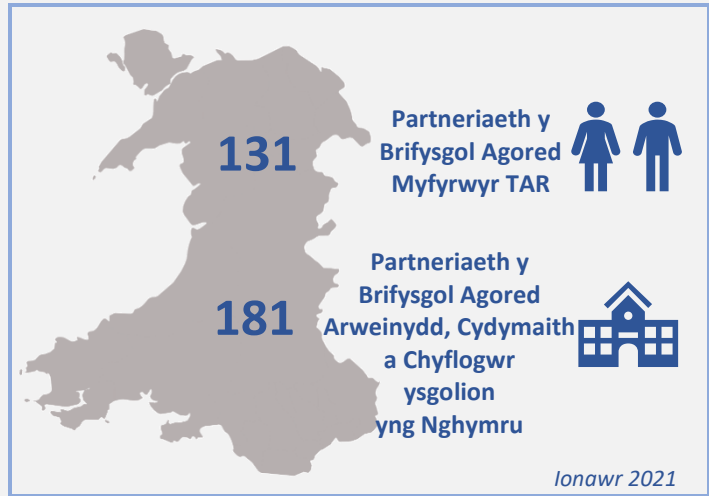 131
Partneriaeth y
Brifysgol Agored
Myfyrwyr TAR
181
Partneriaeth y
Brifysgol Agored
Arweinydd, Cydymaith
a Chyflogwr
ysgolion
yng Nghymru
Ionawr 2021